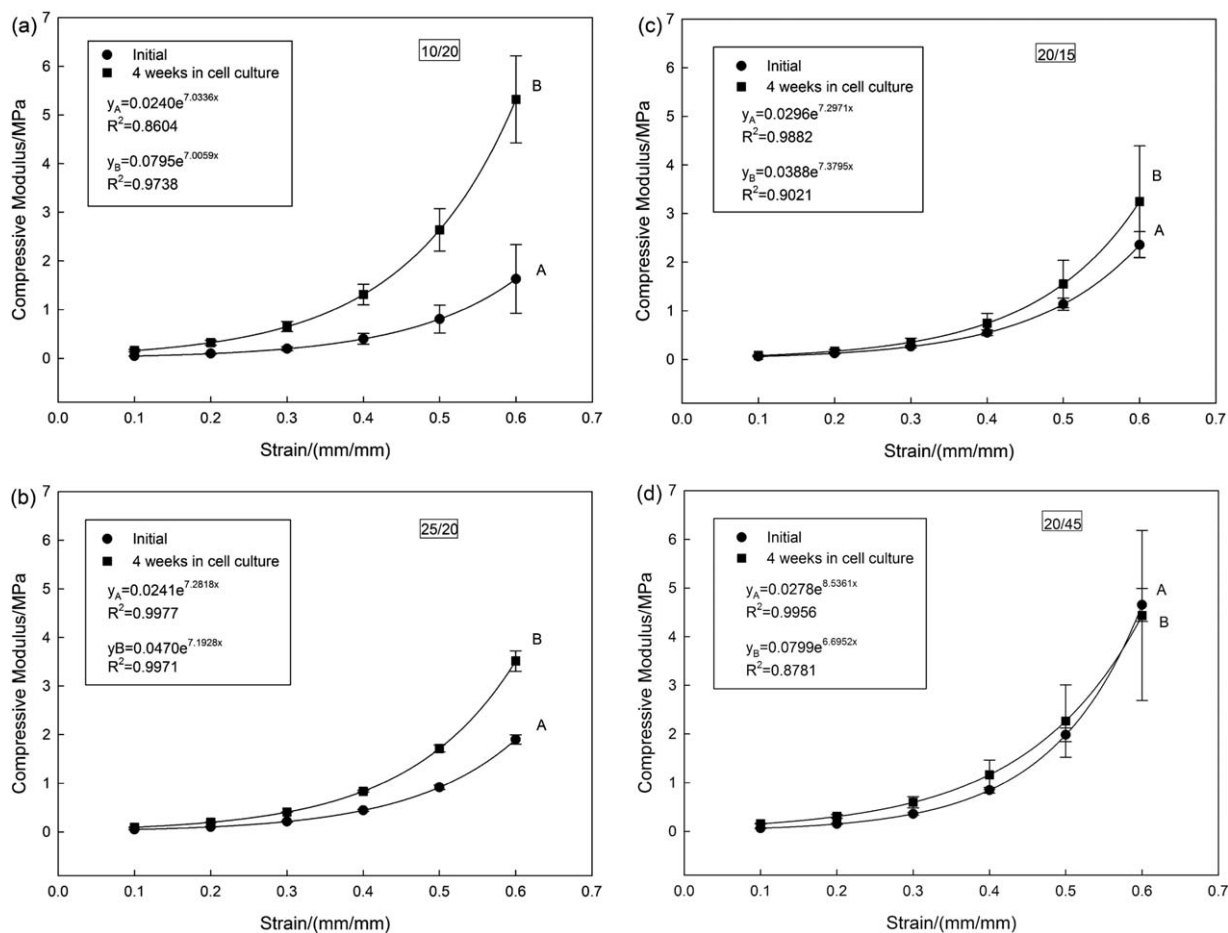 (a)
7
6
5
4
3
2
1
0
Compressive Modulus/MPa
Initial
4 weeks in cell culture
y_A=0.0240e^7.0336x
R²=0.8604
y_B=0.0795e^7.0059x
R²=0.9738
10/20
B
A
0.0 0.1 0.2 0.3 0.4 0.5 0.6 0.7
Strain/(mm/mm)
(c)
7
6
5
4
3
2
1
0
Compressive Modulus/MPa
Initial
4 weeks in cell culture
y_A=0.0296e^7.2971x
R²=0.9882
y_B=0.0388e^7.3795x
R²=0.9021
20/15
B
A
0.0 0.1 0.2 0.3 0.4 0.5 0.6 0.7
Strain/(mm/mm)
(b)
7
6
5
4
3
2
1
0
Compressive Modulus/MPa
Initial
4 weeks in cell culture
y_A=0.0241e^7.2818x
R²=0.9977
yB=0.0470e^7.1928x
R²=0.9971
25/20
B
A
0.0 0.1 0.2 0.3 0.4 0.5 0.6 0.7
Strain/(mm/mm)
(d)
7
6
5
4
3
2
1
0
Compressive Modulus/MPa
Initial
4 weeks in cell culture
y_A=0.0278e^8.5361x
R²=0.9956
y_B=0.0799e^6.6952x
R²=0.8781
20/45
A
B
0.0 0.1 0.2 0.3 0.4 0.5 0.6 0.7
Strain/(mm/mm)